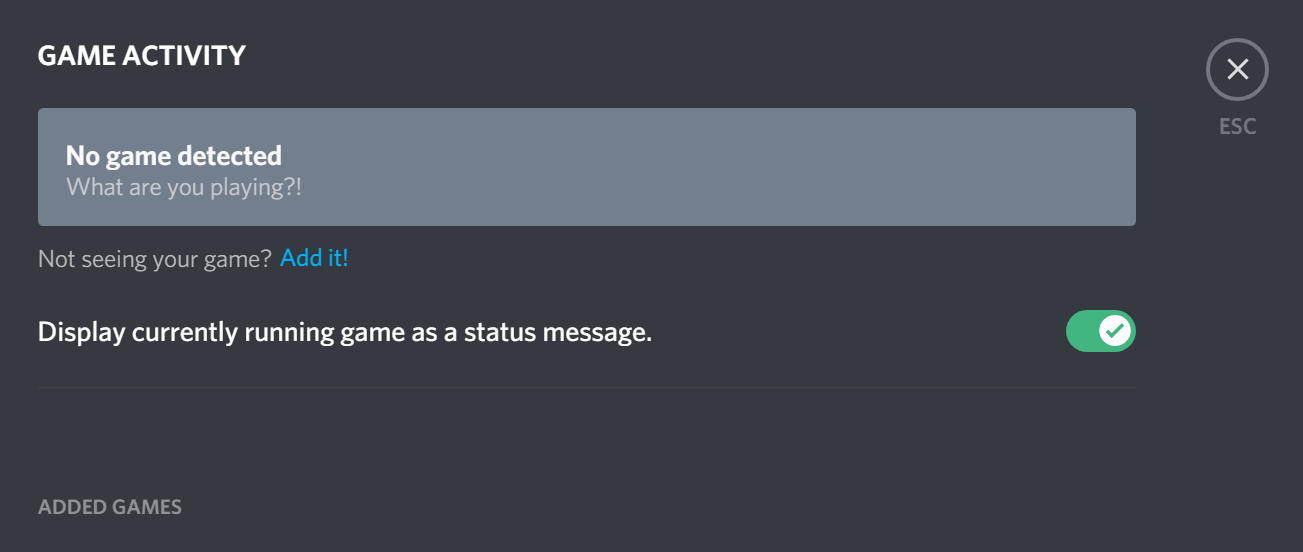 GAME ACTIVITY
ESC
No game detected
What are you playing?!
Not seeing your game? Add it!
Display currently running game as a status message.
ADDED GAMES